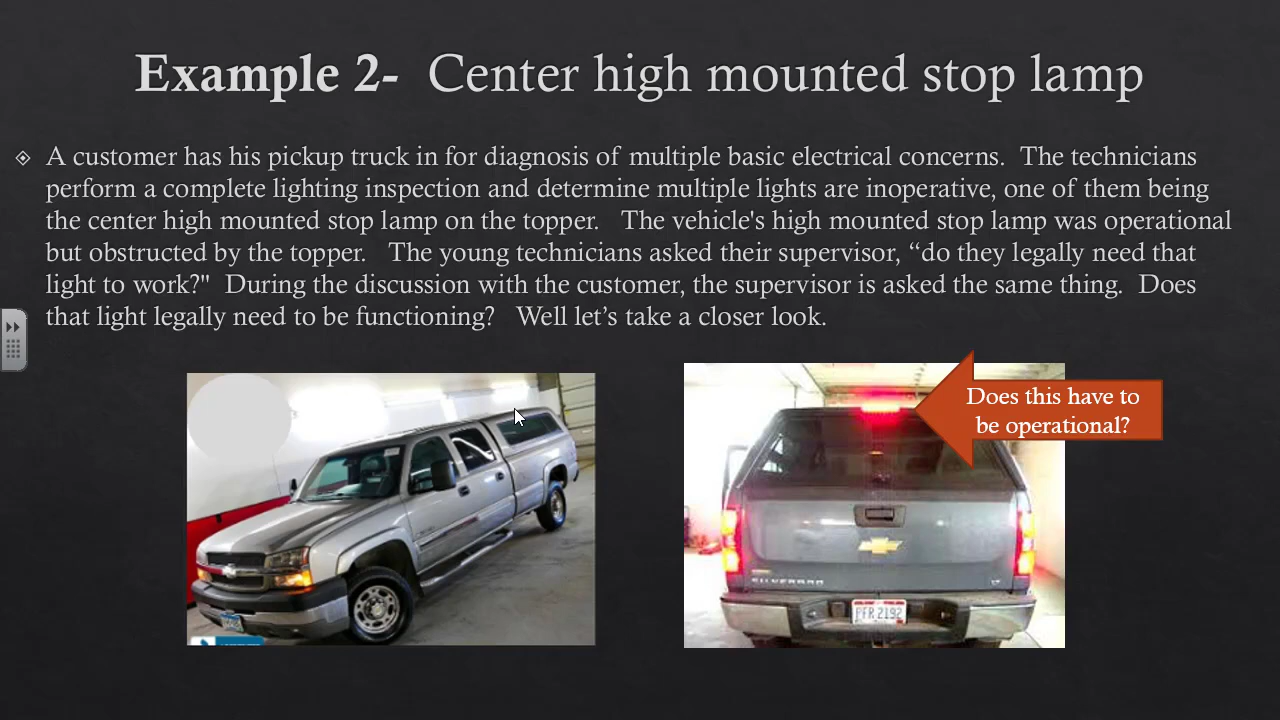 Example 2-  Center high mounted stop lamp
A customer has his pickup truck in for diagnosis of multiple basic electrical concerns.  The technicians
perform a complete lighting inspection and determine multiple lights are inoperative, one of them being
the center high mounted stop lamp on the topper.   The vehicle's high mounted stop lamp was operational
but obstructed by the topper.   The young technicians asked their supervisor, “do they legally need that
light to work?"  During the discussion with the customer, the supervisor is asked the same thing.  Does
that light legally need to be functioning?   Well let’s take a closer look.
Does this have to
be operational?
SILVERADO
PFR 2192